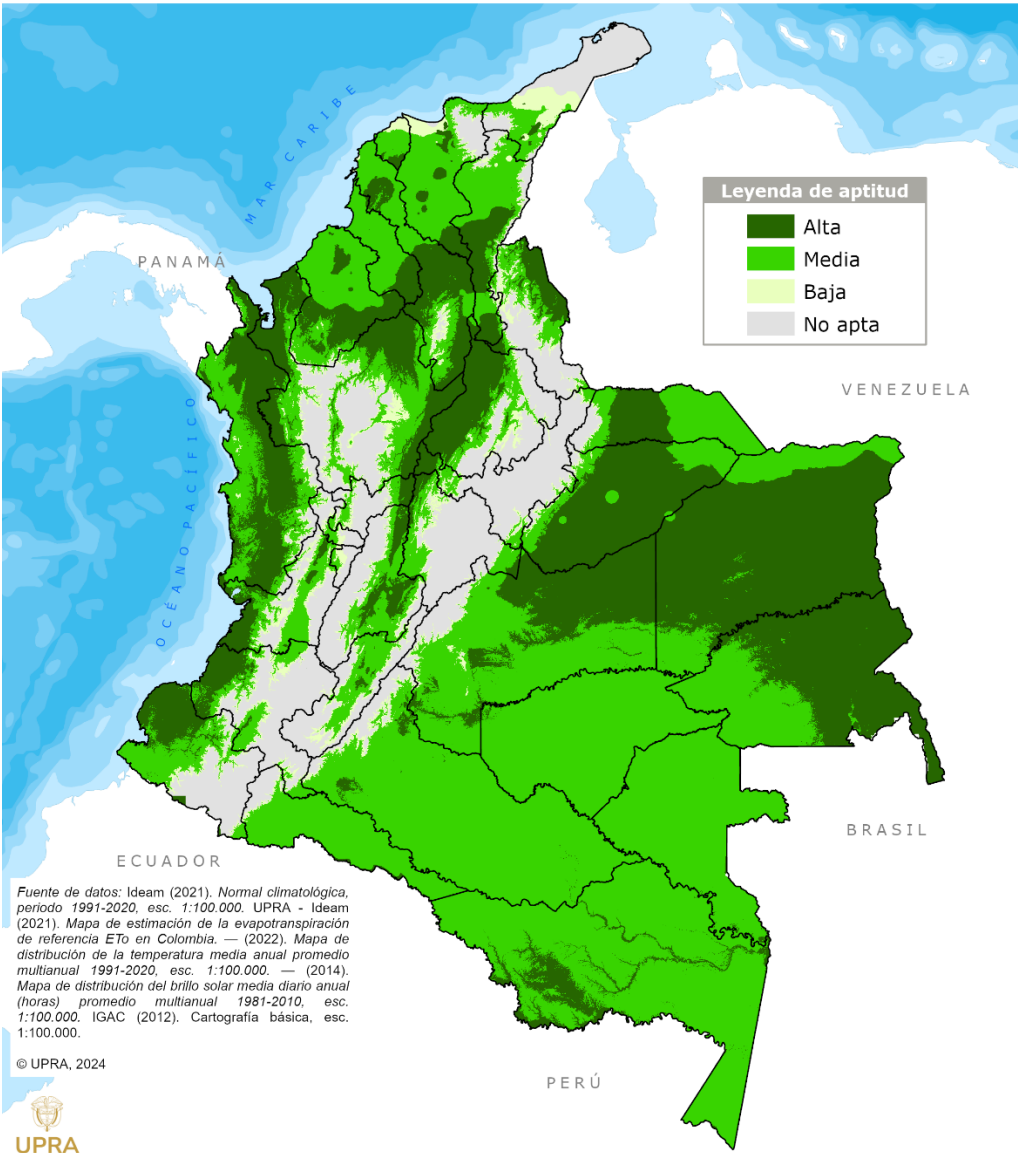 MAR CARIBE
Leyenda de aptitud
Alta
Media
Baja
No apta
PANAMÁ
VENEZUELA
OCÉANO PACÍFICO
BRASIL
ECUADOR
Fuente de datos: Ideam (2021). Normal climatológica,
periodo 1991-2020, esc. 1:100.000. UPRA - Ideam
(2021). Mapa de estimación de la evapotranspiración
de referencia ETo en Colombia. — (2022). Mapa de
distribución de la temperatura media anual promedio
multianual 1991-2020, esc. 1:100.000. — (2014).
Mapa de distribución del brillo solar media diario anual
(horas) promedio multianual 1981-2010, esc.
1:100.000. IGAC (2012). Cartografía básica, esc.
1:100.000.
© UPRA, 2024
PERÚ
UPRA